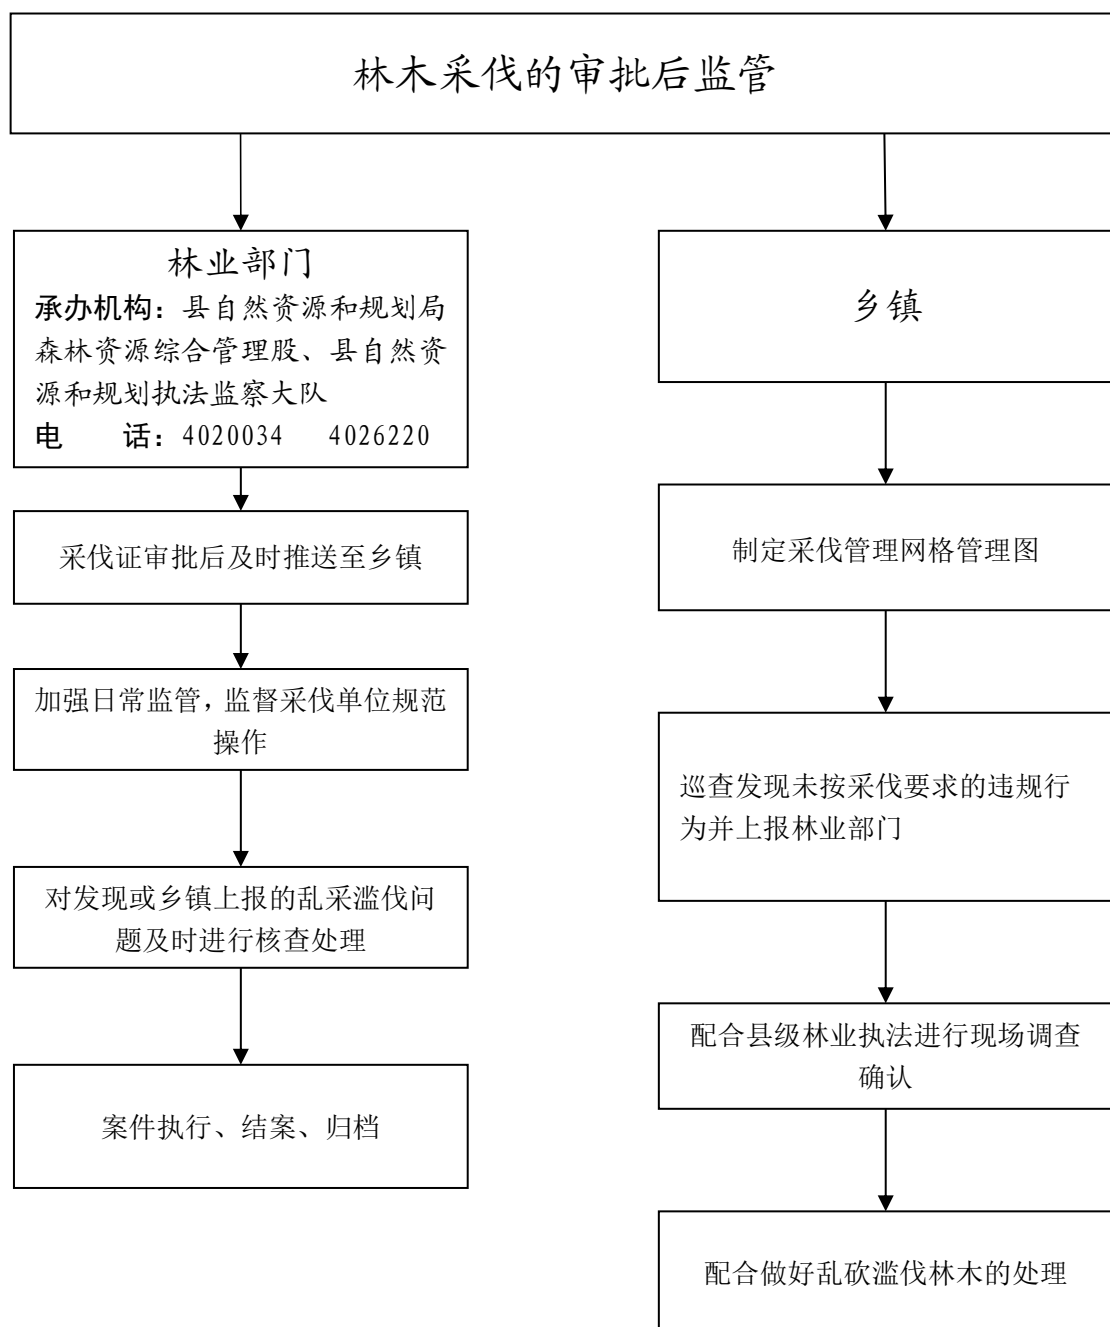 林木采伐的审批后监管
林业部门
承办机构：县自然资源和规划局
森林资源综合管理股、县自然资
源和规划执法监察大队
电　　话：4020034　4026220
采伐证审批后及时推送至乡镇
加强日常监管，监督采伐单位规范
操作
对发现或乡镇上报的乱采滥伐问
题及时进行核查处理
案件执行、结案、归档
乡镇
制定采伐管理网格管理图
巡查发现未按采伐要求的违规行
为并上报林业部门
配合县级林业执法进行现场调查
确认
配合做好乱砍滥伐林木的处理